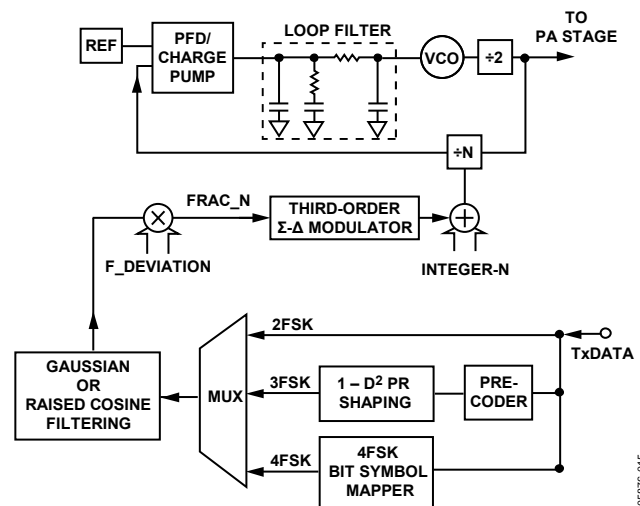 LOOP FILTER
TO
PA STAGE
REF
PFD/
CHARGE
PUMP
VCO
÷2
÷N
FRAC_N
THIRD-ORDER
Σ-Δ MODULATOR
F_DEVIATION
INTEGER-N
2FSK
TxDATA
GAUSSIAN
OR
RAISED COSINE
FILTERING
MUX
3FSK
1 – D² PR
SHAPING
PRE-
CODER
4FSK
4FSK
BIT SYMBOL
MAPPER